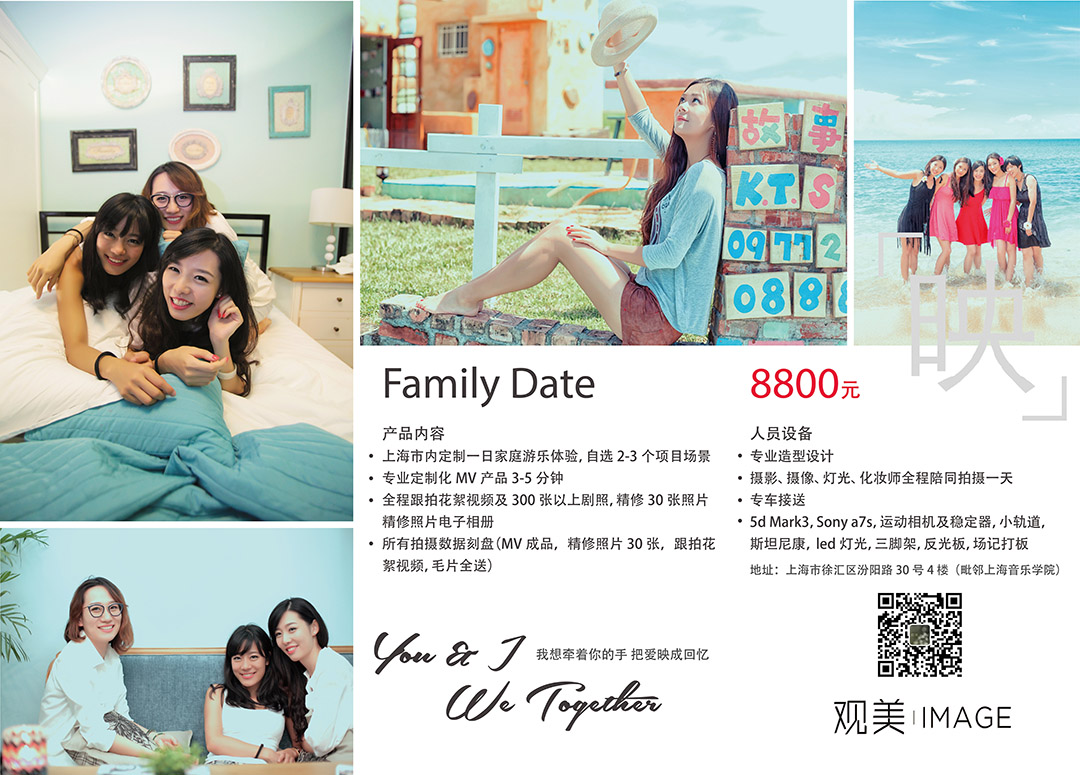 故事
K.T.S
0977 2
0888
「映」
Family Date
产品内容
• 上海市内定制一日家庭游乐体验, 自选 2-3 个项目场景
• 专业定制化 MV 产品 3-5 分钟
• 全程跟拍花絮视频及 300 张以上剧照, 精修 30 张照片
精修照片电子相册
• 所有拍摄数据刻盘（MV 成品，精修照片 30 张，跟拍花
絮视频, 毛片全送）
8800元
人员设备
• 专业造型设计
• 摄影、摄像、灯光、化妆师全程陪同拍摄一天
• 专车接送
• 5d Mark3, Sony a7s, 运动相机及稳定器, 小轨道,
斯坦尼康, led 灯光, 三脚架, 反光板, 场记打板
地址：上海市徐汇区汾阳路 30 号 4 楼（毗邻上海音乐学院）
You & I 我想牵着你的手 把爱映成回忆
We Together
观美 | IMAGE